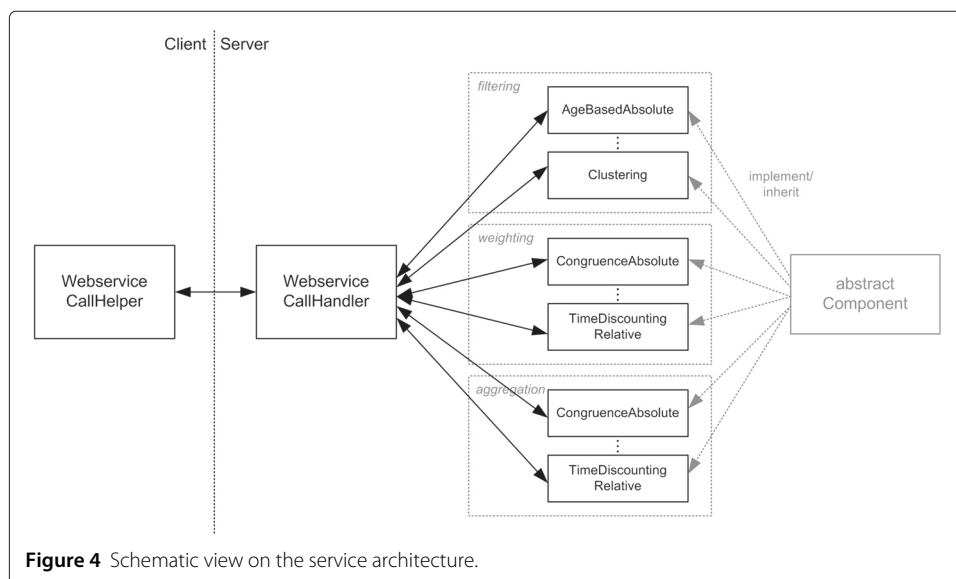 Client Server
filtering
AgeBasedAbsolute
Clustering
implement/
inherit
weighting
CongruenceAbsolute
TimeDiscounting
Relative
Webservice
CallHelper
Webservice
CallHandler
abstract
Component
aggregation
CongruenceAbsolute
TimeDiscounting
Relative
Figure 4 Schematic view on the service architecture.